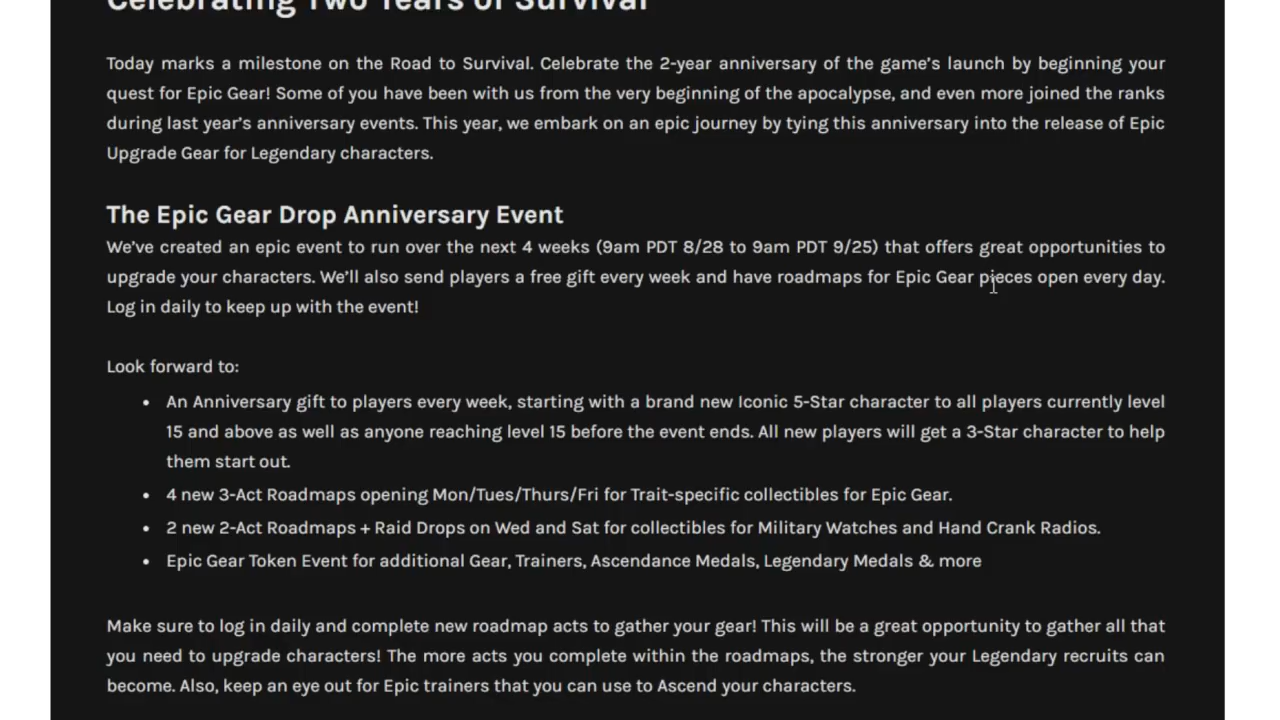 Celebrating Two Years of Survival
Today marks a milestone on the Road to Survival. Celebrate the 2-year anniversary of the game's launch by beginning your
quest for Epic Gear! Some of you have been with us from the very beginning of the apocalypse, and even more joined the ranks
during last year's anniversary events. This year, we embark on an epic journey by tying this anniversary into the release of Epic
Upgrade Gear for Legendary characters.
The Epic Gear Drop Anniversary Event
We've created an epic event to run over the next 4 weeks (9am PDT 8/28 to 9am PDT 9/25) that offers great opportunities to
upgrade your characters. We'll also send players a free gift every week and have roadmaps for Epic Gear pieces open every day.
Log in daily to keep up with the event!
Look forward to:
• An Anniversary gift to players every week, starting with a brand new Iconic 5-Star character to all players currently level
15 and above as well as anyone reaching level 15 before the event ends. All new players will get a 3-Star character to help
them start out.
• 4 new 3-Act Roadmaps opening Mon/Tues/Thurs/Fri for Trait-specific collectibles for Epic Gear.
• 2 new 2-Act Roadmaps + Raid Drops on Wed and Sat for collectibles for Military Watches and Hand Crank Radios.
• Epic Gear Token Event for additional Gear, Trainers, Ascendance Medals, Legendary Medals & more
Make sure to log in daily and complete new roadmap acts to gather your gear! This will be a great opportunity to gather all that
you need to upgrade characters! The more acts you complete within the roadmaps, the stronger your Legendary recruits can
become. Also, keep an eye out for Epic trainers that you can use to Ascend your characters.